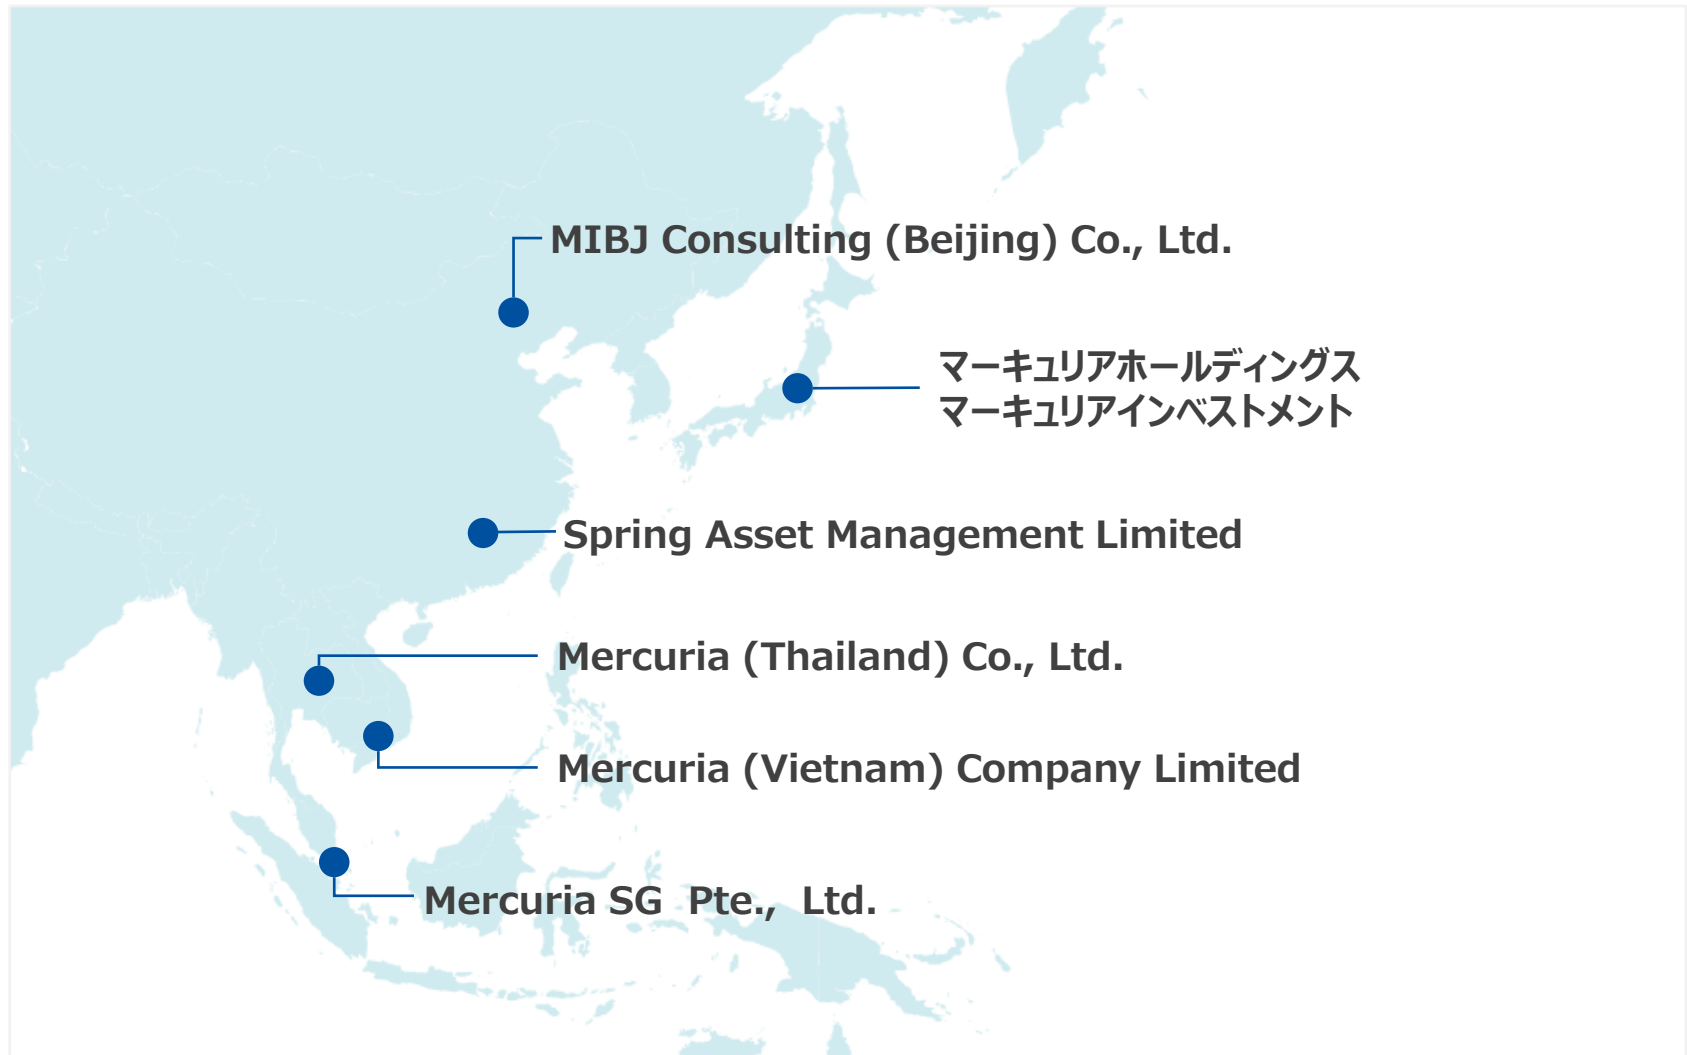 MIBJ Consulting (Beijing) Co., Ltd.
マーキュリアホールディングス
マーキュリアインベストメント
Spring Asset Management Limited
Mercuria (Thailand) Co., Ltd.
Mercuria (Vietnam) Company Limited
Mercuria SG Pte., Ltd.